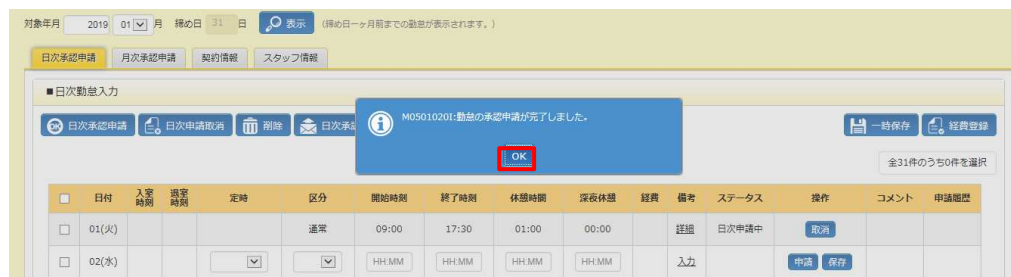 対象年月 2019 01 月 締め日 31 日 表示 (締め日一ヶ月前までの勤怠が表示されます。)
日次承認申請 月次承認申請 契約情報 スタッフ情報
■日次勤怠入力
日次承認申請 日次申請取消 削除 日次承 一時保存 経費登録
M05010201:勤怠の承認申請が完了しました。
OK
全31件のうち0件を選択
日付 入室時刻 退室時刻 定時 区分 開始時刻 終了時刻 休憩時間 深夜休憩 経費 備考 ステータス 操作 コメント 申請履歴
01(火) 通常 09:00 17:30 01:00 00:00 詳細 日次申請中 取消
02(水) HH:MM HH:MM HH:MM HH:MM 入力 申請 保存